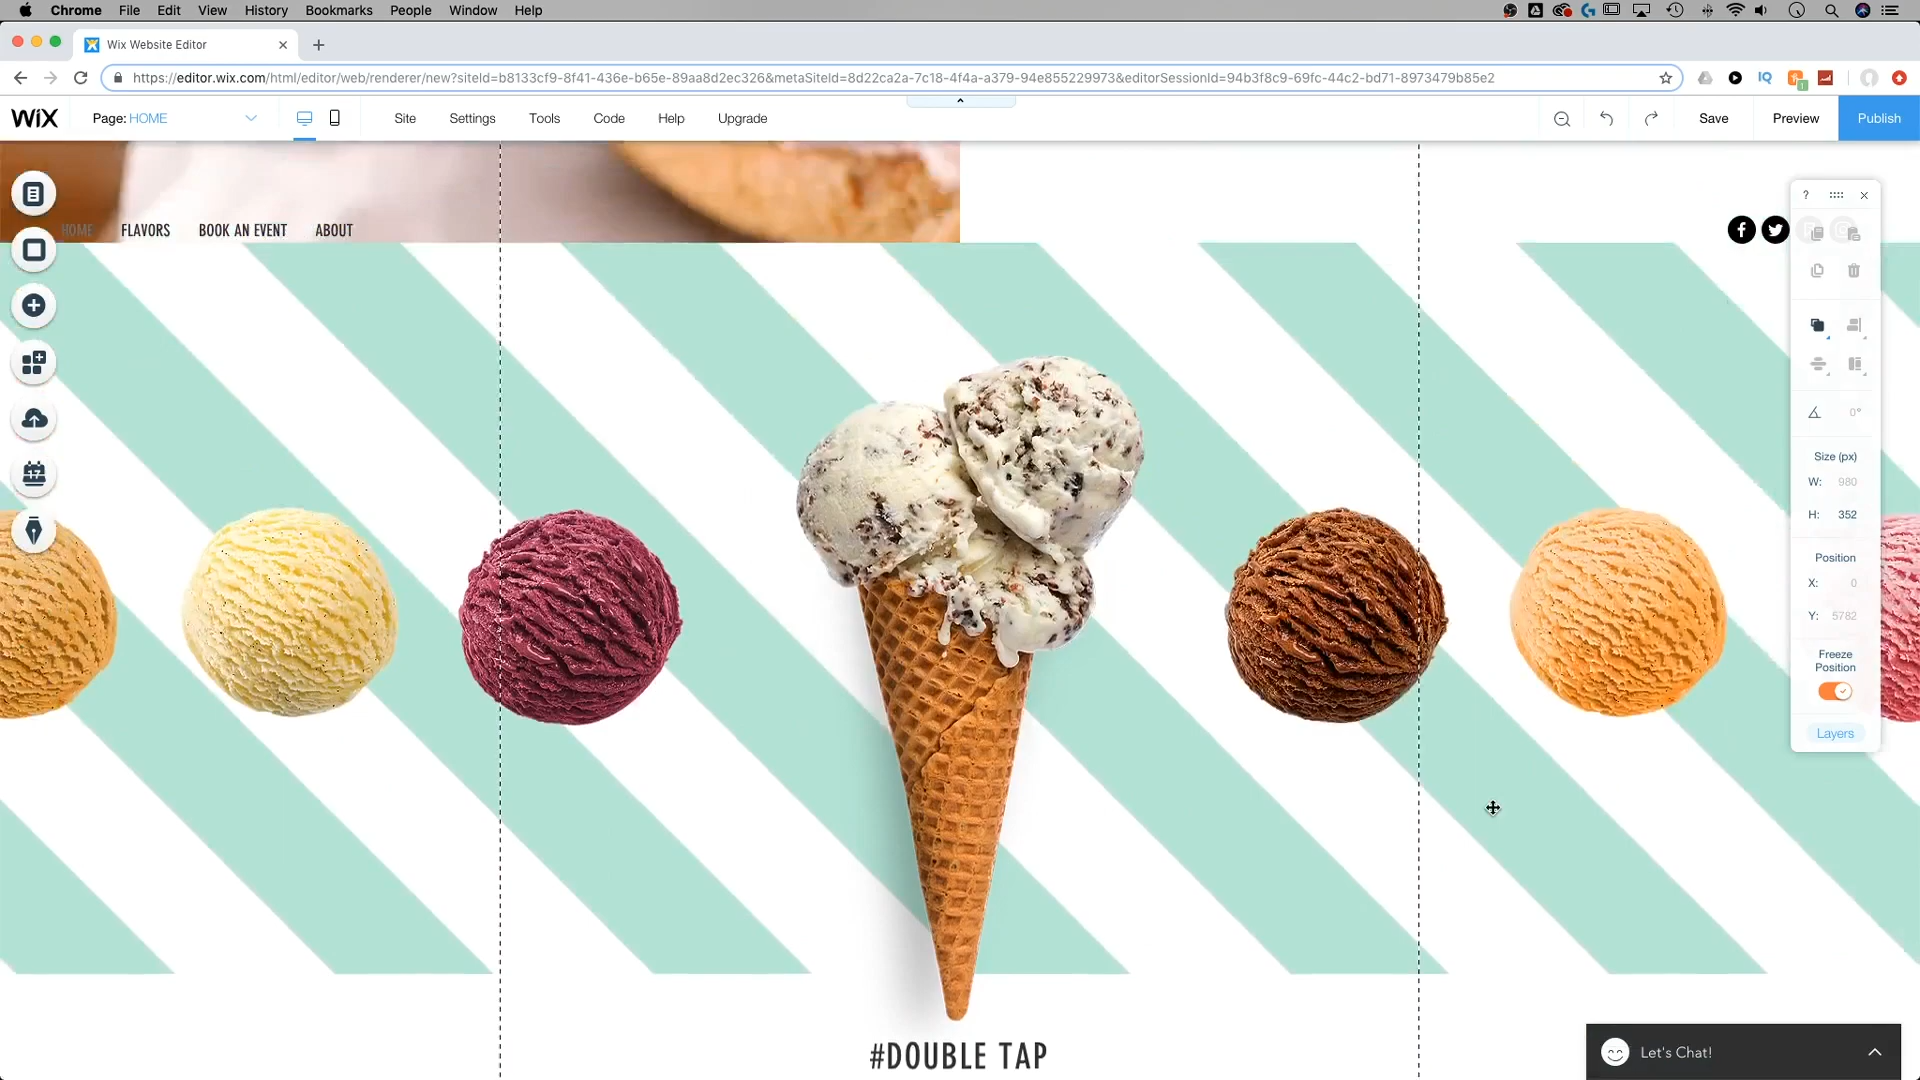 Chrome File Edit View History Bookmarks People Window Help
Wix Website Editor
https://editor.wix.com/html/editor/web/renderer/new?siteId=b8133cf9-8f41-436e-b65e-89aa8d2ec326&metaSiteId=8d22ca2a-7c18-4f4a-a379-94e855229973&editorSessionId=94b3f8c9-69fc-44c2-bd71-8973479b85e2
IQ
1
WiX Page: HOME Site Settings Tools Code Help Upgrade Save Preview Publish
?
HOME FLAVORS BOOK AN EVENT ABOUT
0°
17
Size (px)
W: 980
H: 352
Position
X: 0
Y: 5782
Freeze
Position
Layers
#DOUBLE TAP
Let's Chat!